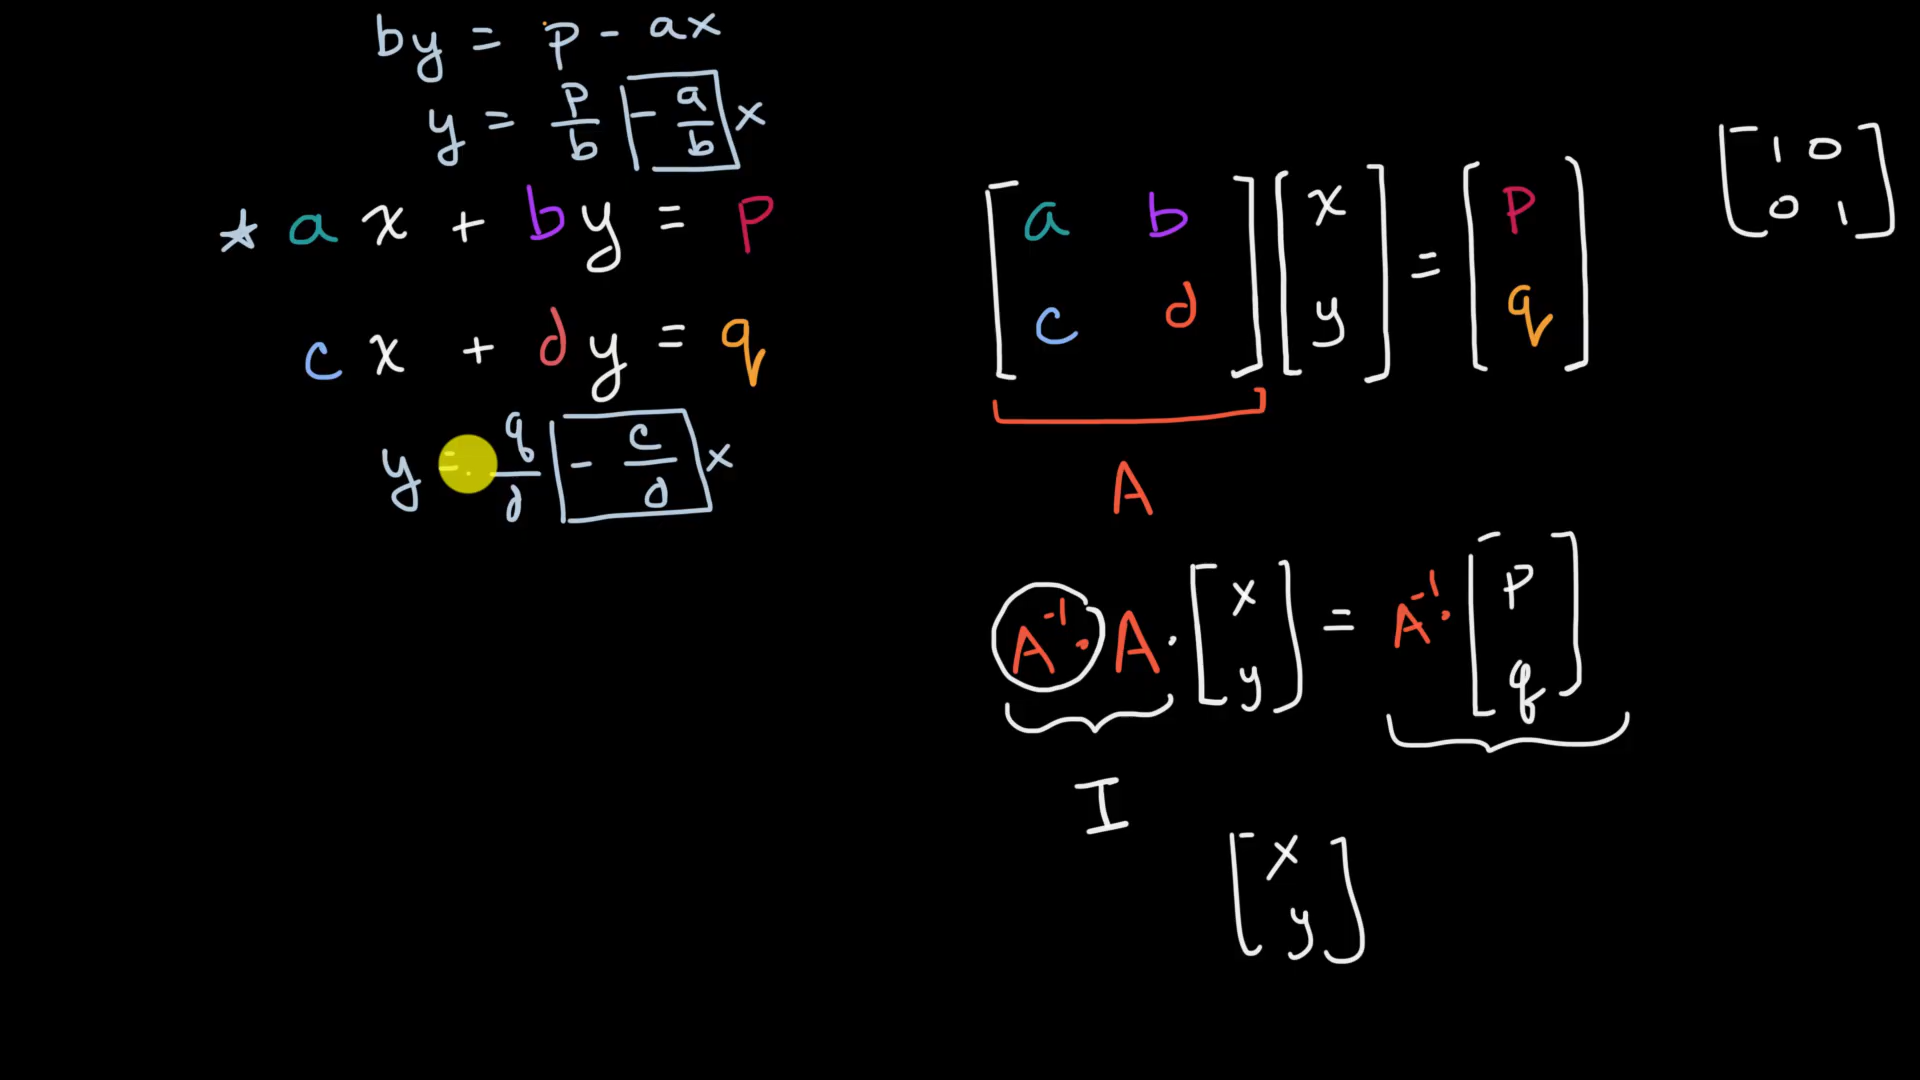 by = p - ax
y = p/b - a/b x
* ax + by = p
cx + dy = q
y = q/d - c/d x
[a b; c d] [x; y] = [p; q]
A
[1 0; 0 1]
A⁻¹ · A · [x; y] = A⁻¹ · [p; q]
I
[x; y]